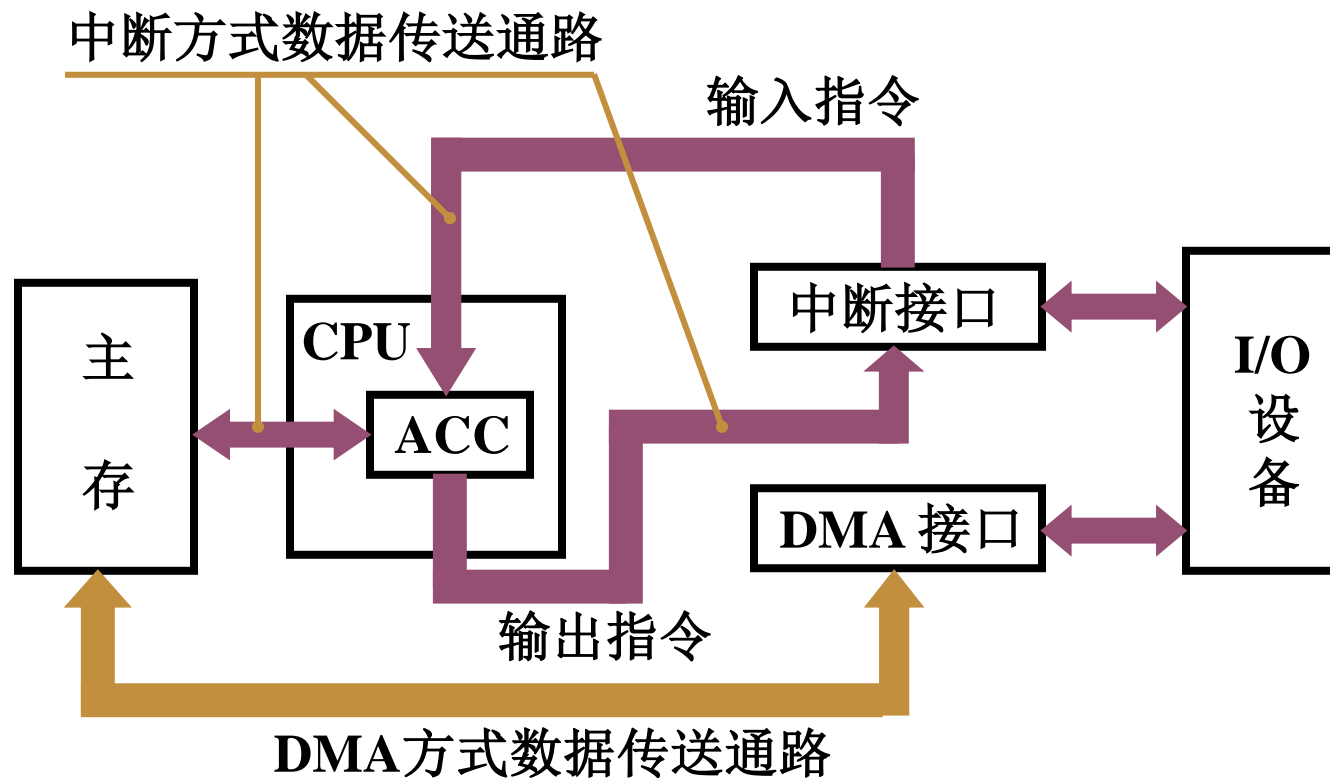 中断方式数据传送通路
输入指令
中断接口
CPU
主
存
ACC
I/O
设
备
DMA 接口
输出指令
DMA方式数据传送通路